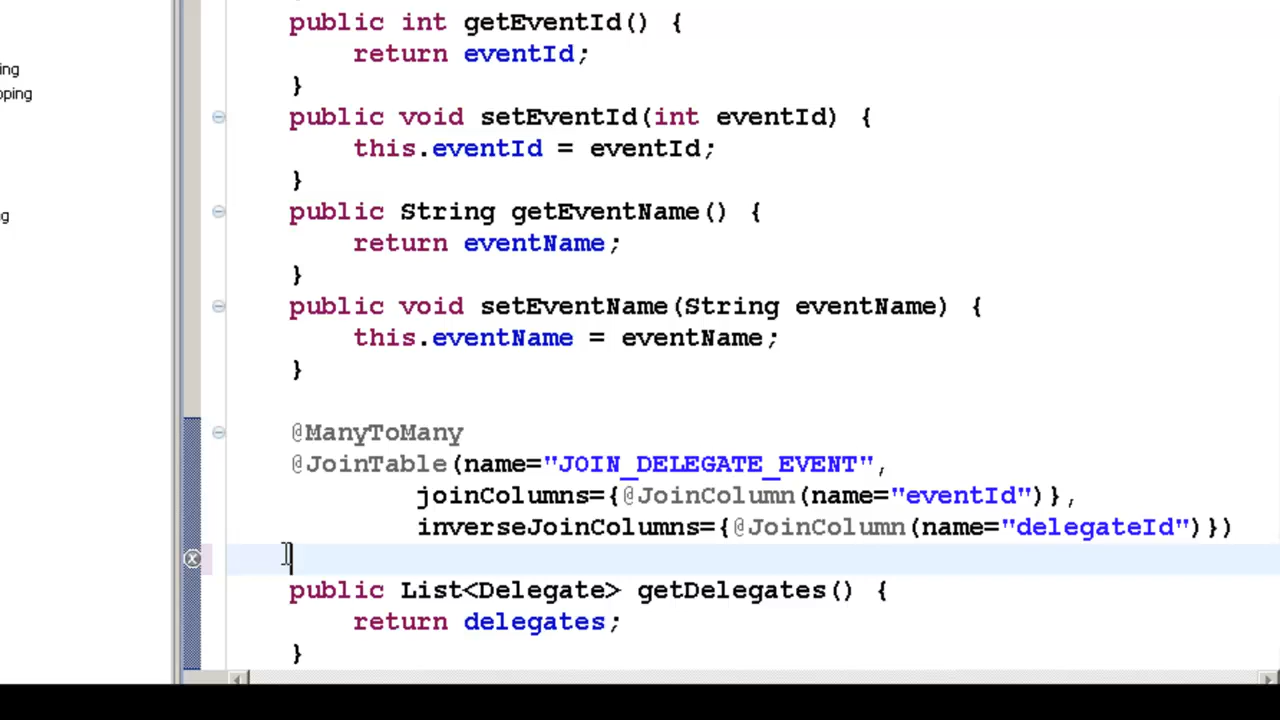 public int getEventId() {
ing
return eventId;
pping
}
public void setEventId(int eventId) {
this.eventId = eventId;
}
g
public String getEventName() {
return eventName;
}
public void setEventName(String eventName) {
this.eventName = eventName;
}
@ManyToMany
@JoinTable(name="JOIN_DELEGATE_EVENT",
joinColumns={@JoinColumn(name="eventId")},
inverseJoinColumns={@JoinColumn(name="delegateId")})
public List<Delegate> getDelegates() {
return delegates;
}